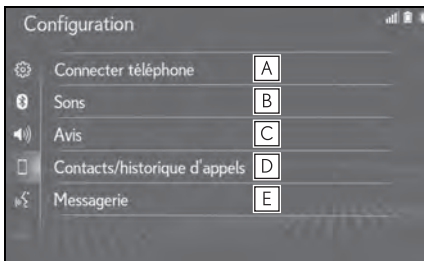 Configuration
Connecter téléphone A
Sons B
Avis C
Contacts/historique d'appels D
Messagerie E